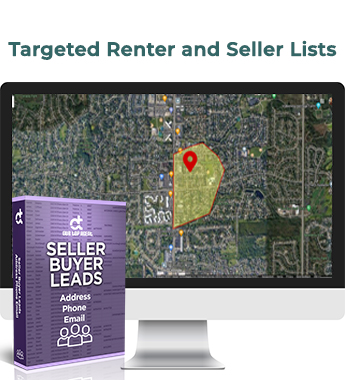 Targeted Renter and Seller Lists
SELLER
BUYER
LEADS
Address
Phone
Email